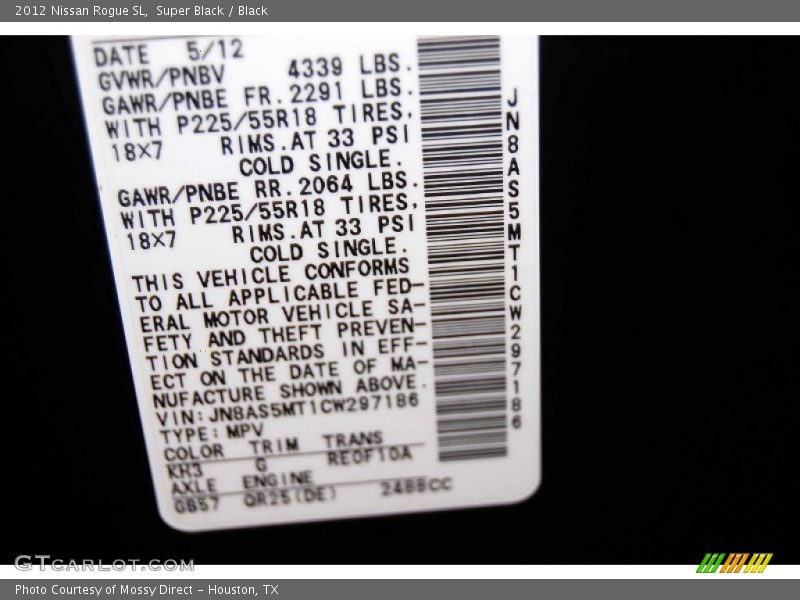 2012 Nissan Rogue SL, Super Black / Black
DATE 5/12
GVWR/PNBV 4339 LBS.
GAWR/PNBE FR. 2291 LBS.
WITH P225/55R18 TIRES,
18X7 RIMS.AT 33 PSI
COLD SINGLE.
GAWR/PNBE RR. 2064 LBS.
WITH P225/55R18 TIRES,
18X7 RIMS.AT 33 PSI
COLD SINGLE.
THIS VEHICLE CONFORMS
TO ALL APPLICABLE FED-
ERAL MOTOR VEHICLE SA-
FETY AND THEFT PREVEN-
TION STANDARDS IN EFF-
ECT ON THE DATE OF MA-
NUFACTURE SHOWN ABOVE.
VIN:JN8AS5MT1CW297186
TYPE:MPV
COLOR TRIM TRANS
KH3 G RE0F10A
AXLE ENGINE
GB57 QR25(DE) 2488CC
JN8AS5MT1CW297186
GTcarlot.com
Photo Courtesy of Mossy Direct - Houston, TX